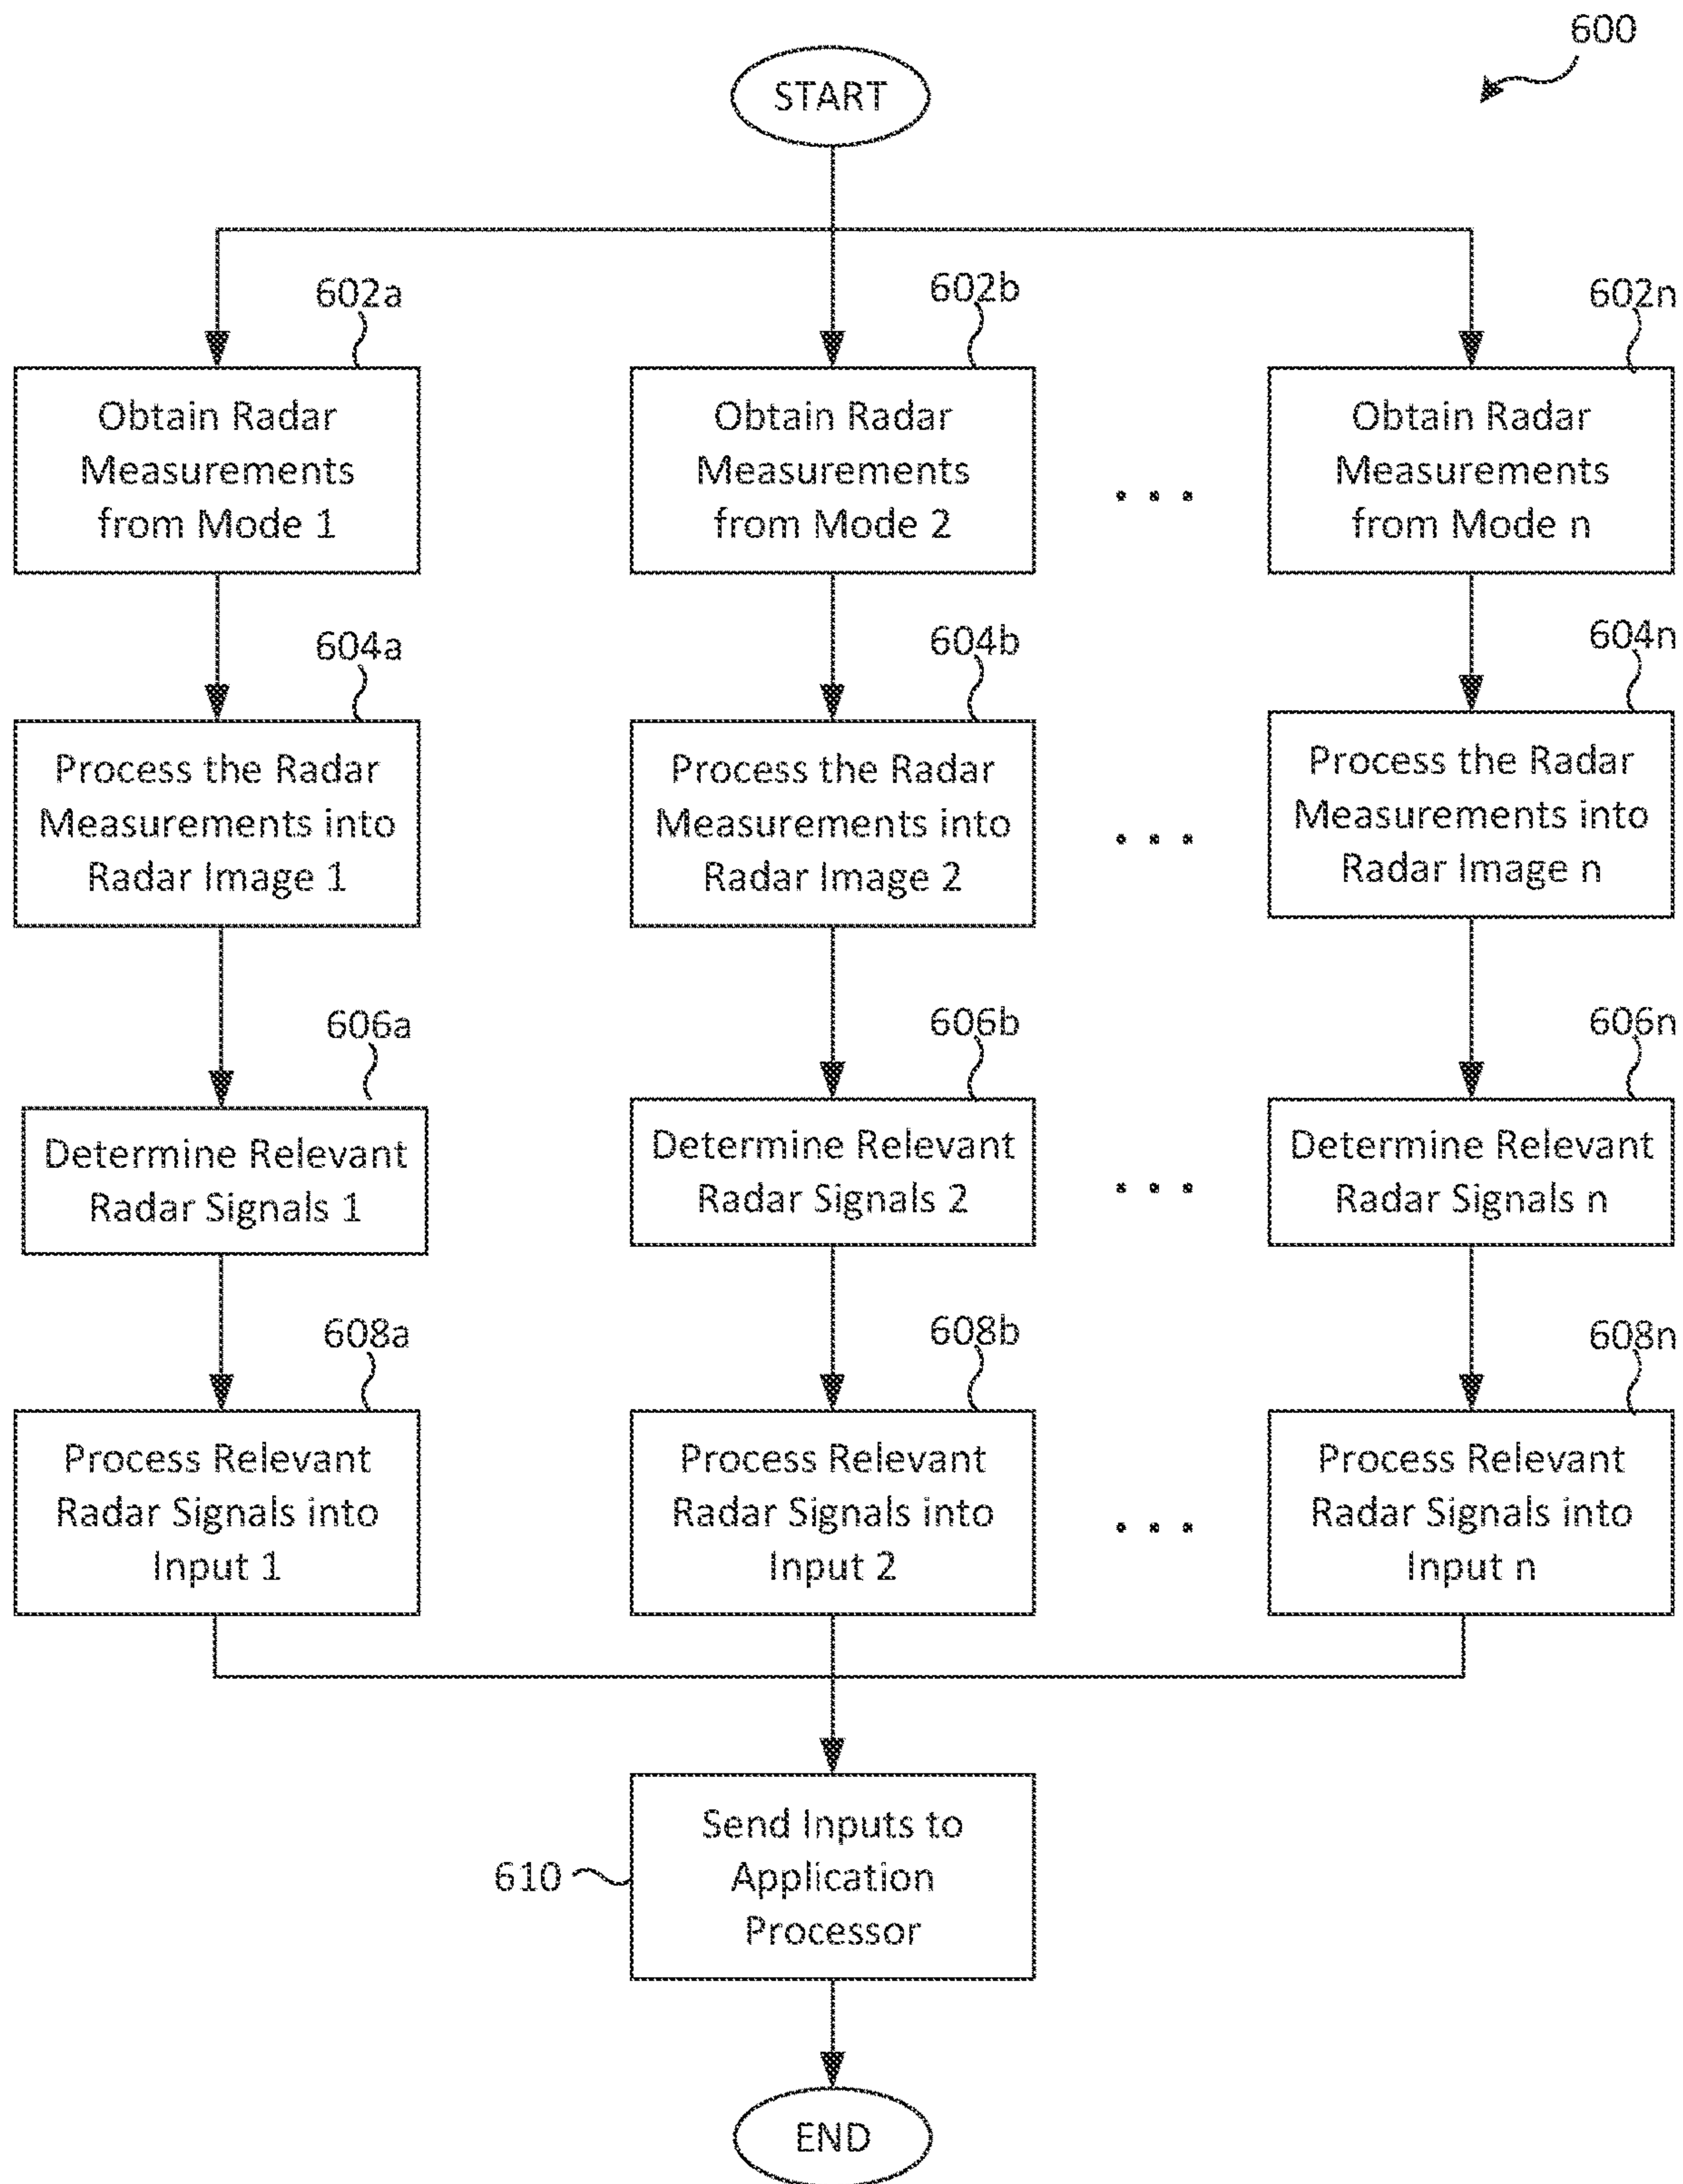 600
START
602a
602b
602n
Obtain Radar
Measurements
from Mode 1
Obtain Radar
Measurements
from Mode 2
. . .
Obtain Radar
Measurements
from Mode n
604a
604b
604n
Process the Radar
Measurements into
Radar Image 1
Process the Radar
Measurements into
Radar Image 2
. . .
Process the Radar
Measurements into
Radar Image n
606a
606b
606n
Determine Relevant
Radar Signals 1
Determine Relevant
Radar Signals 2
. . .
Determine Relevant
Radar Signals n
608a
608b
608n
Process Relevant
Radar Signals into
Input 1
Process Relevant
Radar Signals into
Input 2
. . .
Process Relevant
Radar Signals into
Input n
610
Send Inputs to
Application
Processor
END